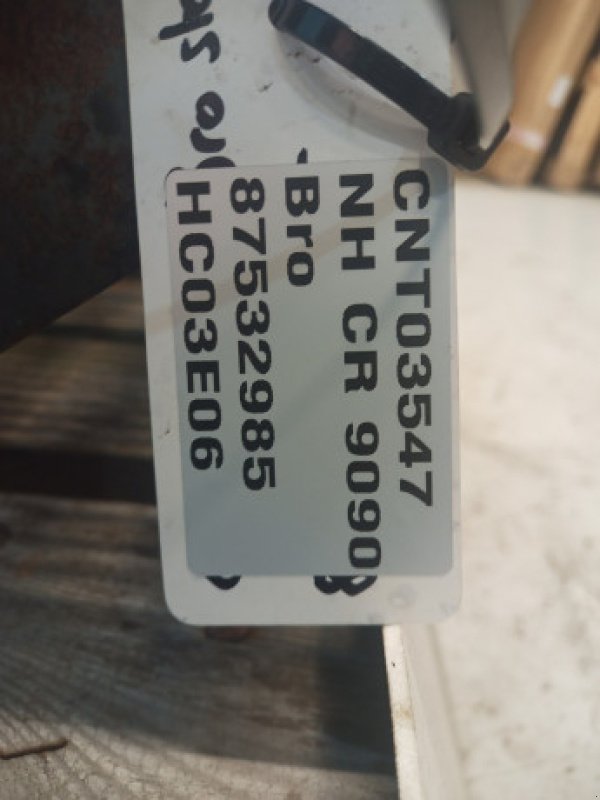 CNT03547
NH CR 9090
Bro
87532985
HC03E06